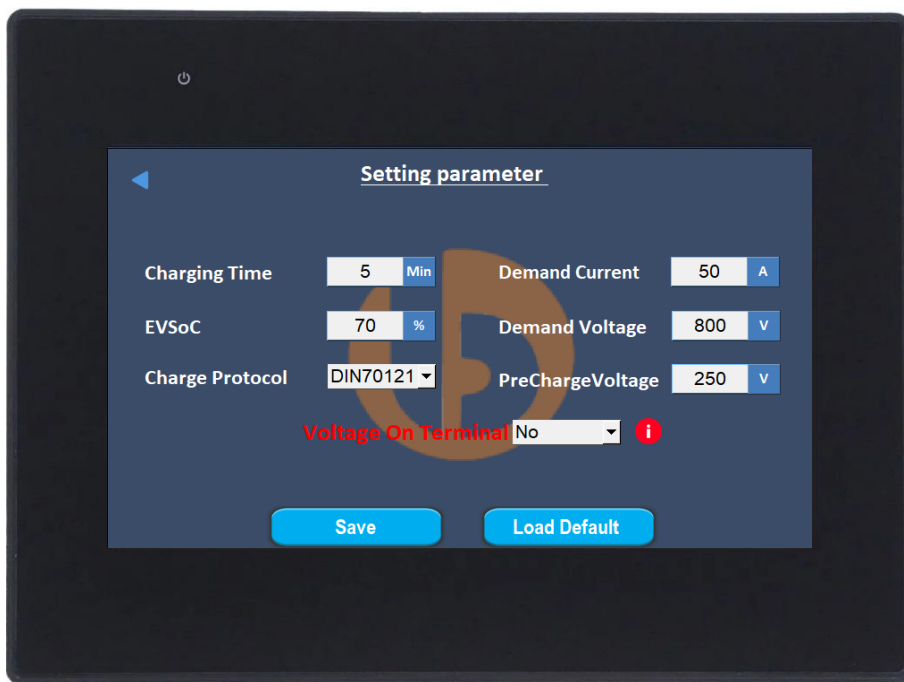 Setting parameter
Charging Time 5 Min Demand Current 50 A
EVSoC 70 % Demand Voltage 800 V
Charge Protocol DIN70121 PreChargeVoltage 250 V
Voltage On Terminal No i
Save Load Default